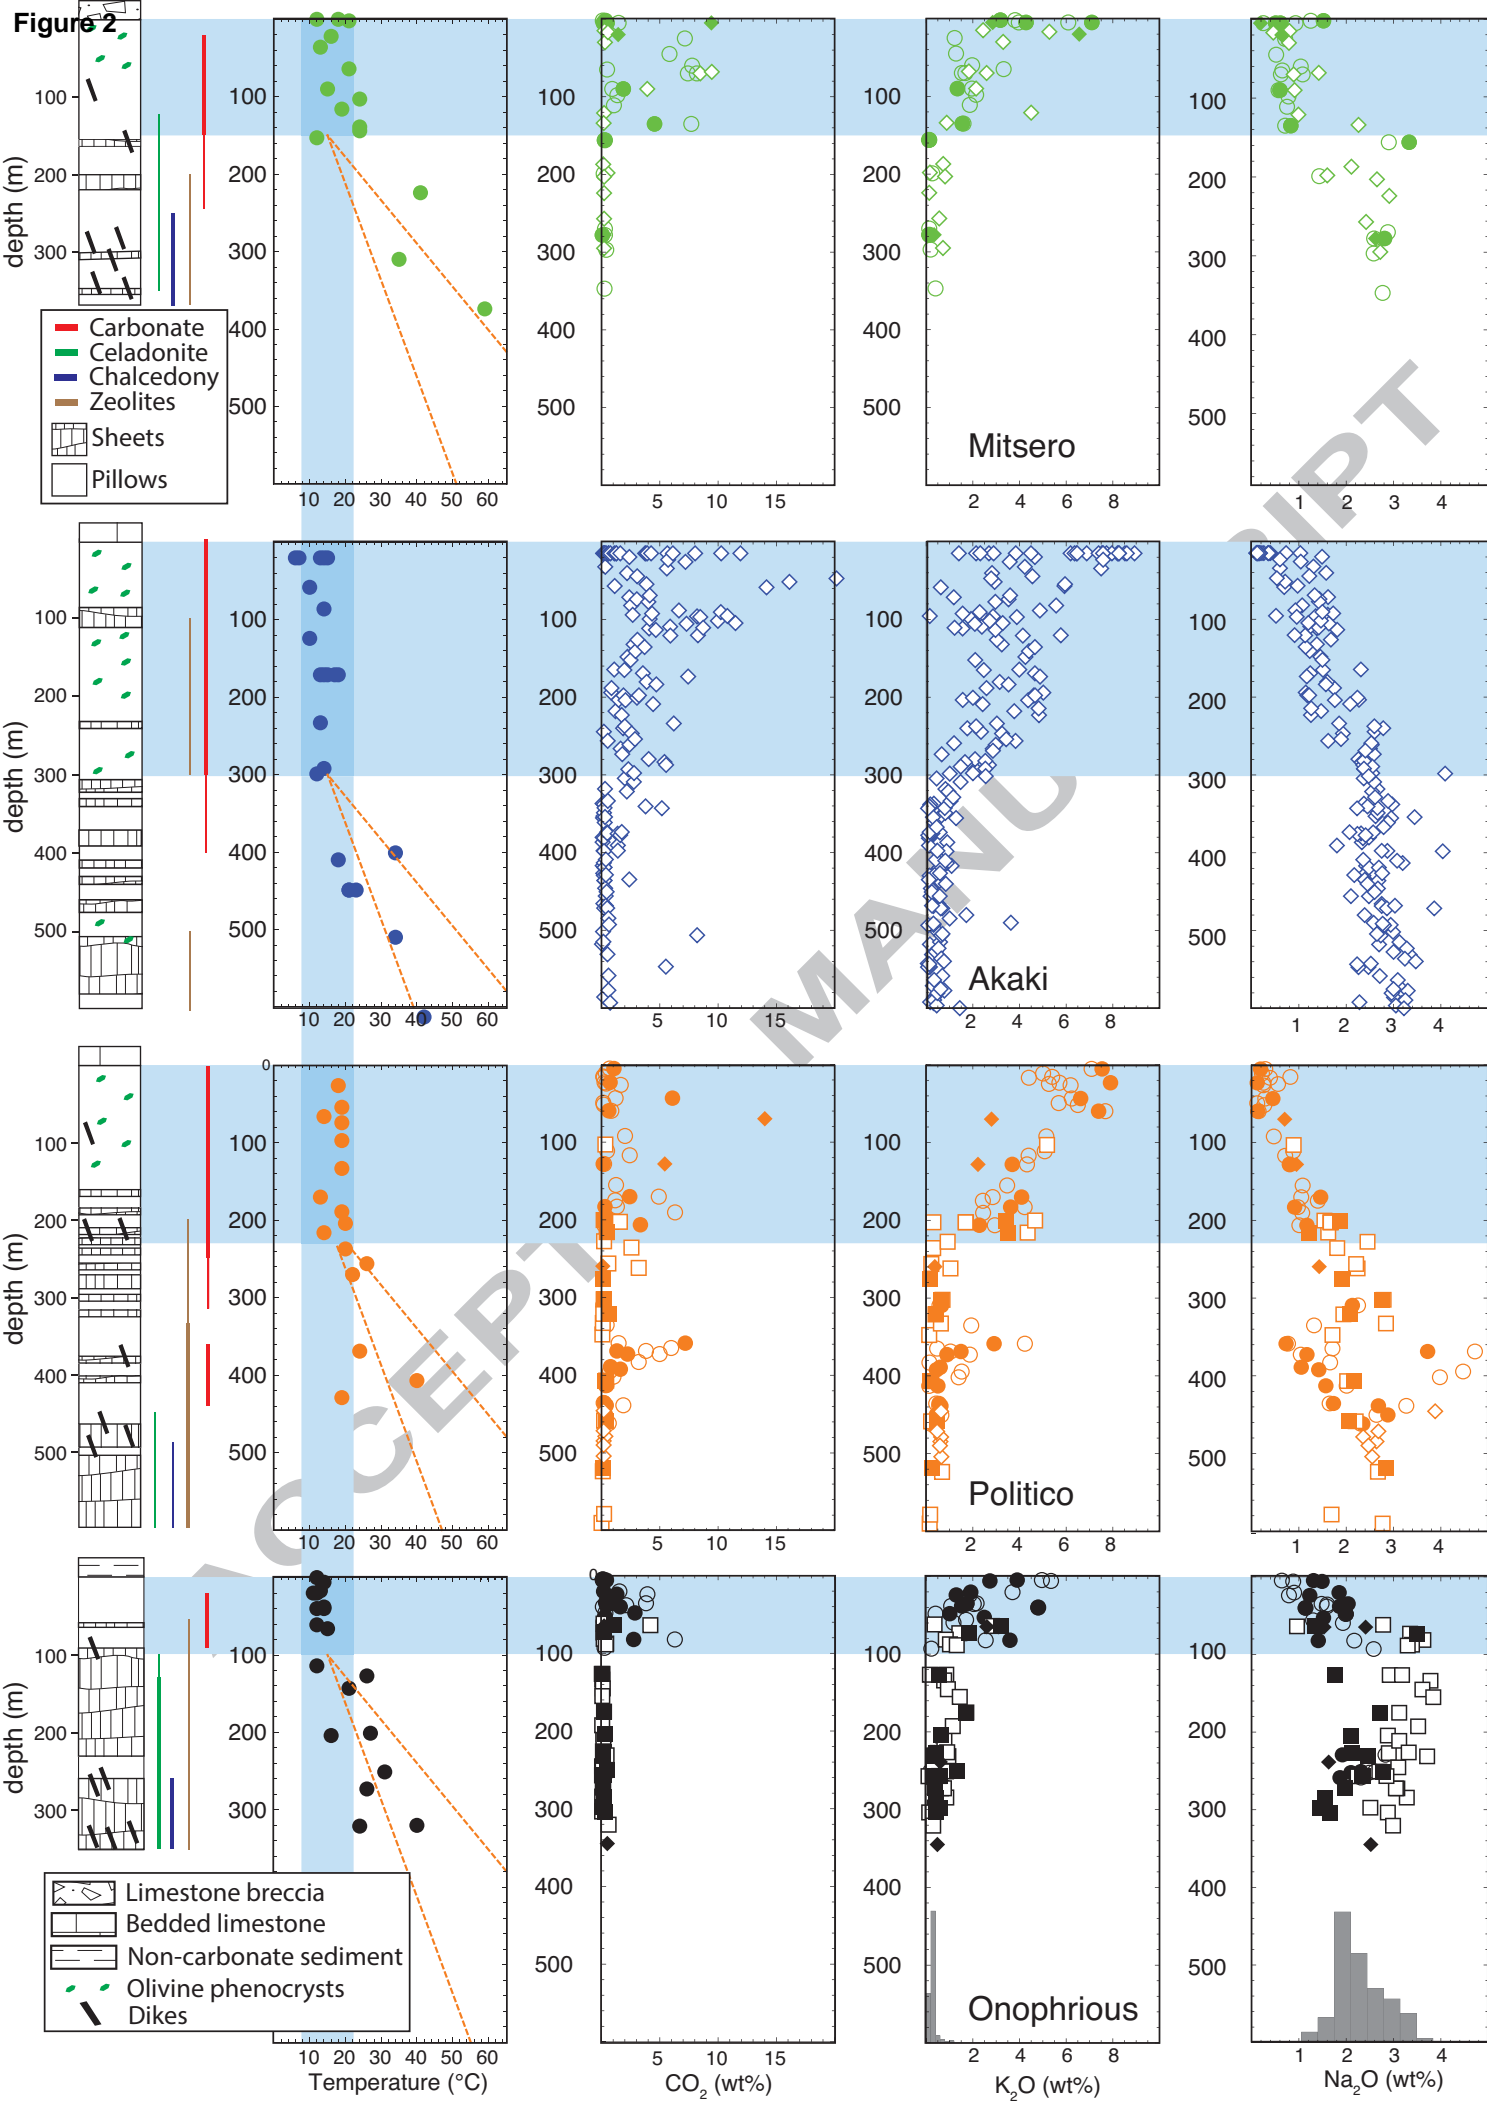 Figure 2
depth (m)
100
200
300
Carbonate
Celadonite
Chalcedony
Zeolites
Sheets
Pillows
100
200
300
400
500
10 20 30 40 50 60
100
200
300
400
500
5 10 15
100
200
300
400
500
Mitsero
2 4 6 8
100
200
300
400
500
1 2 3 4
depth (m)
100
200
300
400
500
100
200
300
400
500
10 20 30 40 50 60
100
200
300
400
500
5 10 15
100
200
300
400
500
Akaki
2 4 6 8
100
200
300
400
500
1 2 3 4
depth (m)
100
200
300
400
500
0
100
200
300
400
500
10 20 30 40 50 60
100
200
300
400
500
5 10 15
100
200
300
400
500
Politico
2 4 6 8
100
200
300
400
500
1 2 3 4
depth (m)
100
200
300
Limestone breccia
Bedded limestone
Non-carbonate sediment
Olivine phenocrysts
Dikes
100
200
300
10 20 30 40 50 60
Temperature (°C)
0
100
200
300
400
500
5 10 15
CO₂ (wt%)
100
200
300
400
500
Onophrious
2 4 6 8
K₂O (wt%)
100
200
300
400
500
1 2 3 4
Na₂O (wt%)